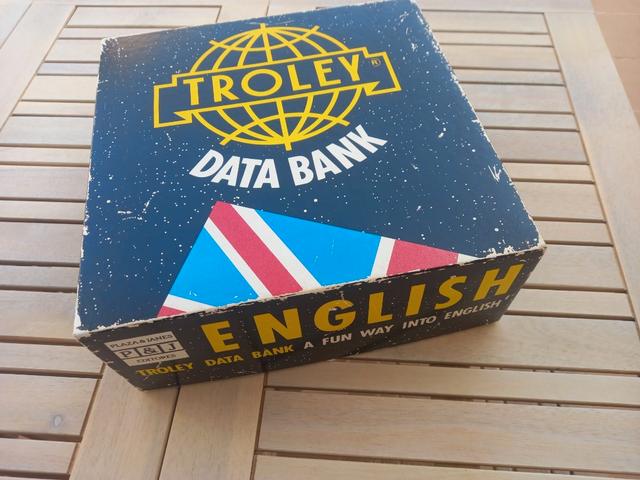 TROLEY®
DATA BANK
ENGLISH
PLAZA & JANES
P|&|J
EDITORES
TROLEY DATA BANK A FUN WAY INTO ENGLISH